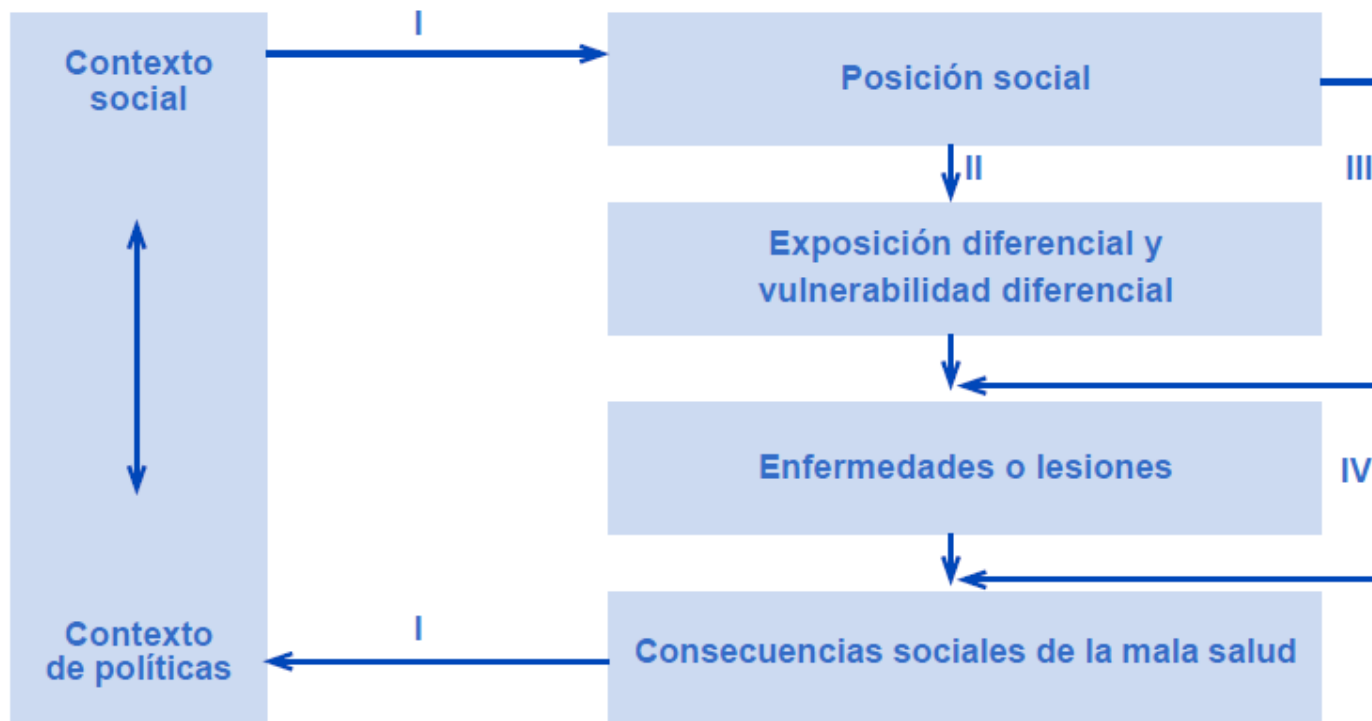 I
Contexto
social
Posición social
II
III
Exposición diferencial y
vulnerabilidad diferencial
Enfermedades o lesiones
IV
I
Contexto
de políticas
Consecuencias sociales de la mala salud